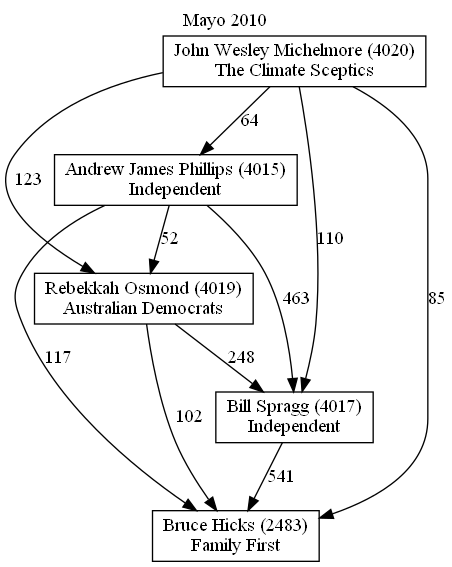 Mayo 2010
John Wesley Michelmore (4020)
The Climate Sceptics
64
Andrew James Phillips (4015)
Independent
123
52
110
Rebekkah Osmond (4019)
Australian Democrats
463
85
117
248
102
Bill Spragg (4017)
Independent
541
Bruce Hicks (2483)
Family First